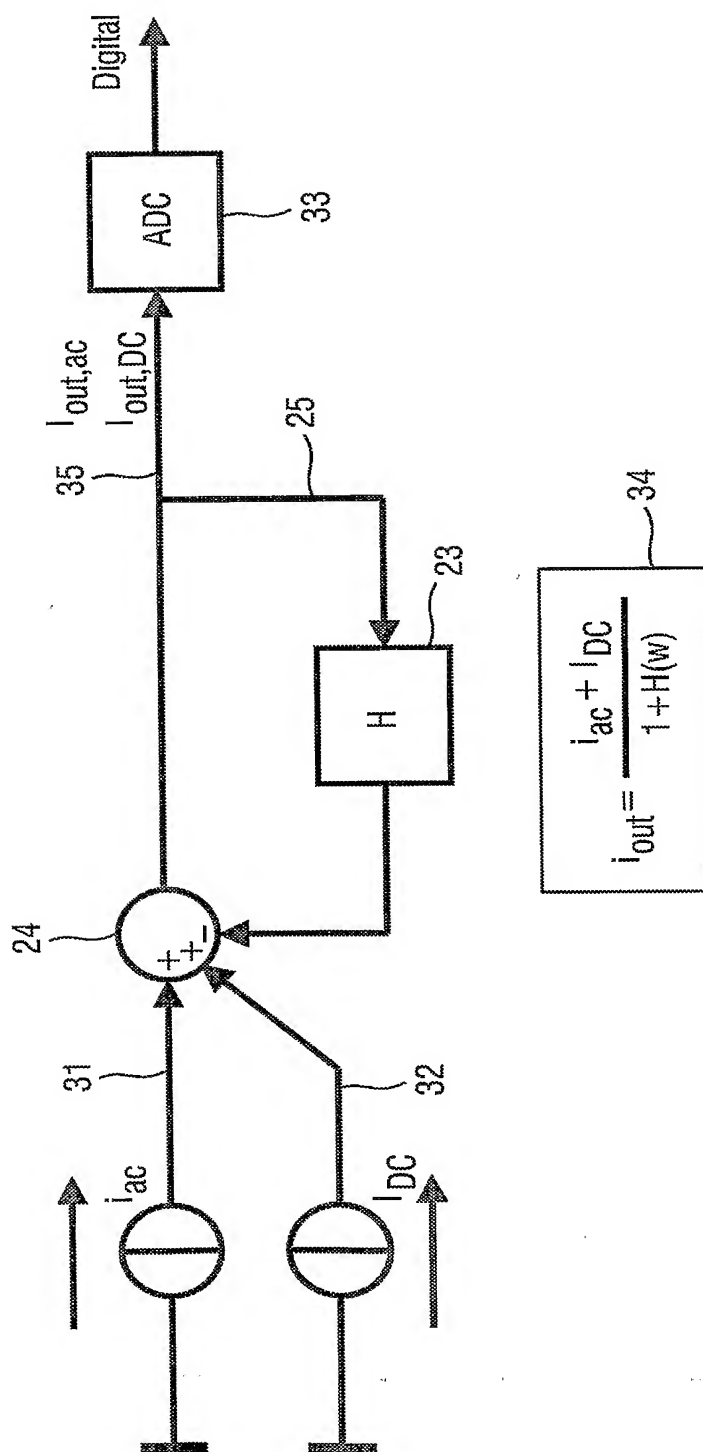 Digital
ADC
33
I_out,ac
I_out,DC
35
25
23
H
24
+
+
-
31
32
i_ac
I_DC
34
i_out = (i_ac + I_DC) / (1+H(w))